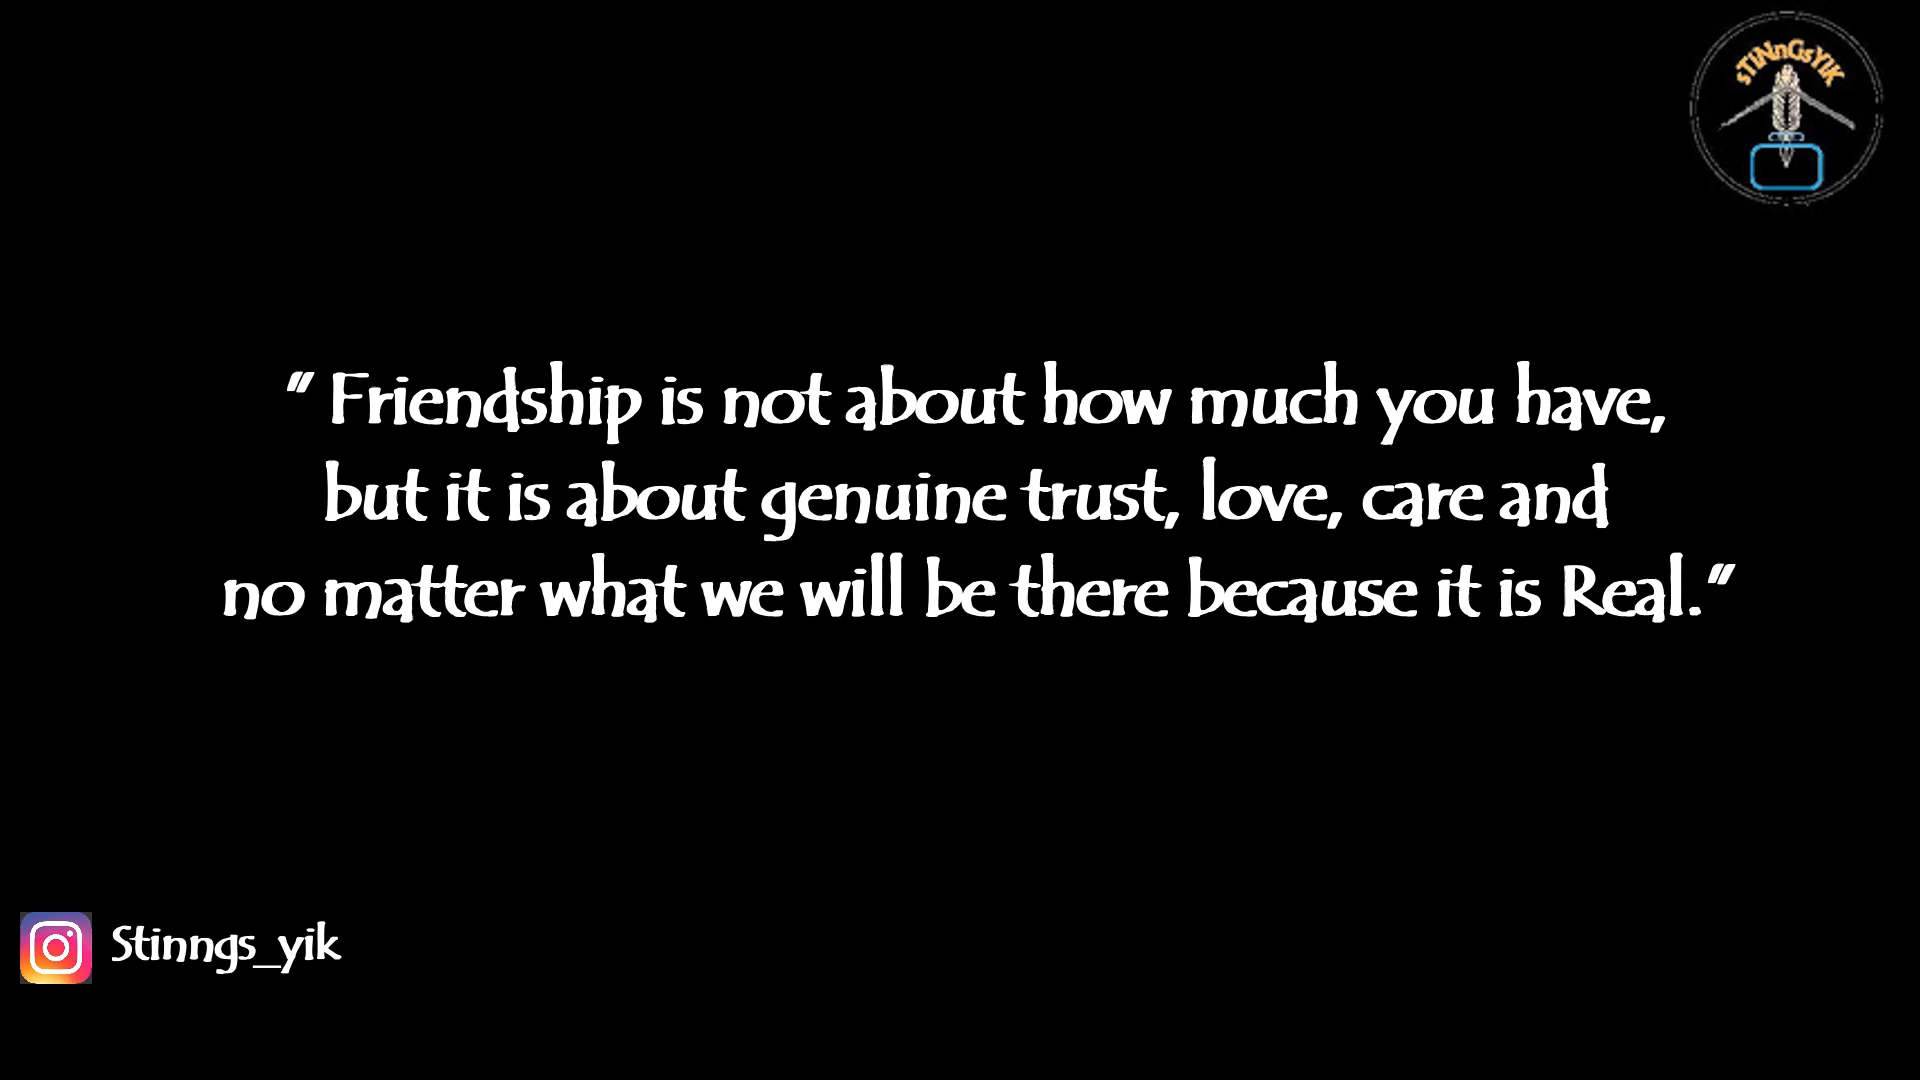 sTINnGsYIK
" Friendship is not about how much you have,
but it is about genuine trust, love, care and
no matter what we will be there because it is Real."
Stinngs_yik